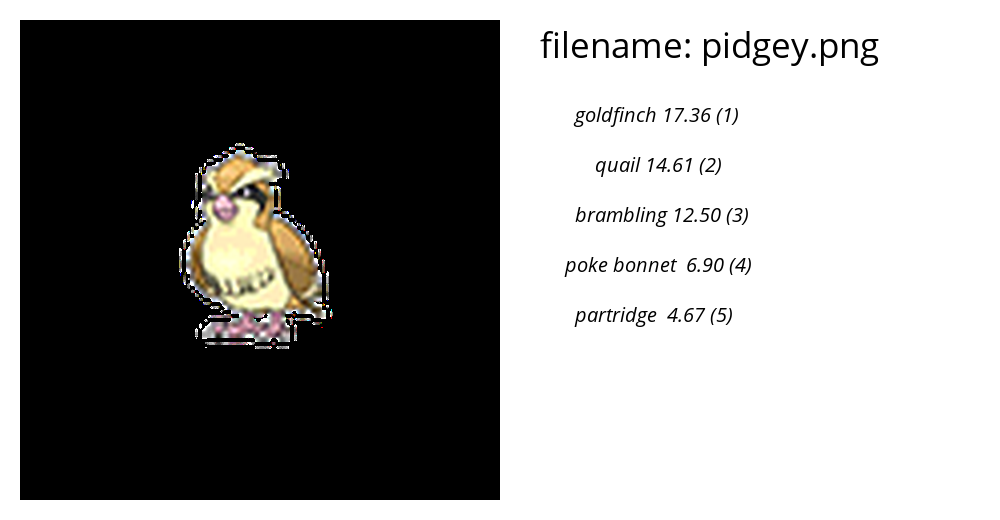 filename: pidgey.png
goldfinch 17.36 (1)
quail 14.61 (2)
brambling 12.50 (3)
poke bonnet 6.90 (4)
partridge 4.67 (5)